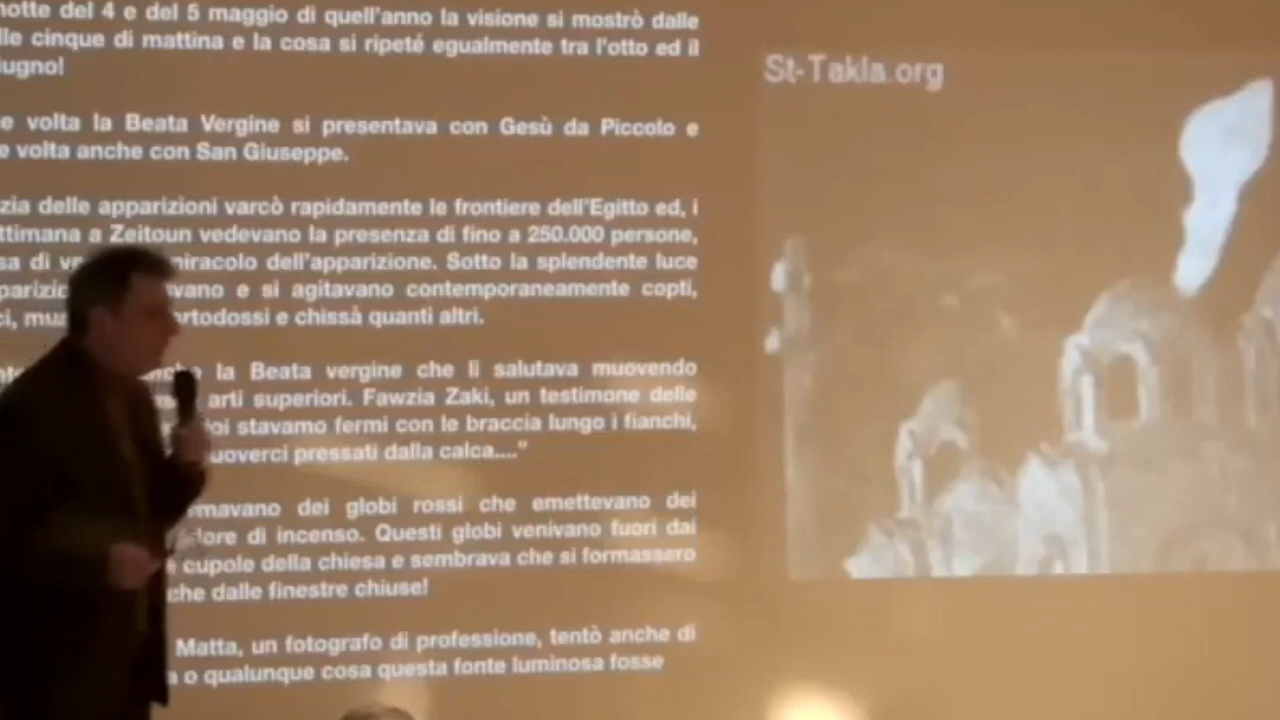 notte del 4 e del 5 maggio di quell'anno la visione si mostrò dalle
lle cinque di mattina e la cosa si ripeté egualmente tra l'otto ed il
iugno!
e volta la Beata Vergine si presentava con Gesù da Piccolo e
e volta anche con San Giuseppe.
zia delle apparizioni varcò rapidamente le frontiere dell'Egitto ed, i
ttimana a Zeitoun vedevano la presenza di fino a 250.000 persone,
sa di miracolo dell'apparizione. Sotto la splendente luce
vano e si agitavano contemporaneamente copti,
ci, ortodossi e chissà quanti altri.
la Beata vergine che li salutava muovendo
arti superiori. Fawzia Zaki, un testimone delle
oi stavamo fermi con le braccia lungo i fianchi,
uoverci pressati dalla calca...."
rmavano dei globi rossi che emettevano dei
lore di incenso. Questi globi venivano fuori dai
e cupole della chiesa e sembrava che si formassero
che dalle finestre chiuse!
Matta, un fotografo di professione, tentò anche di
a o qualunque cosa questa fonte luminosa fosse
St-Takla.org